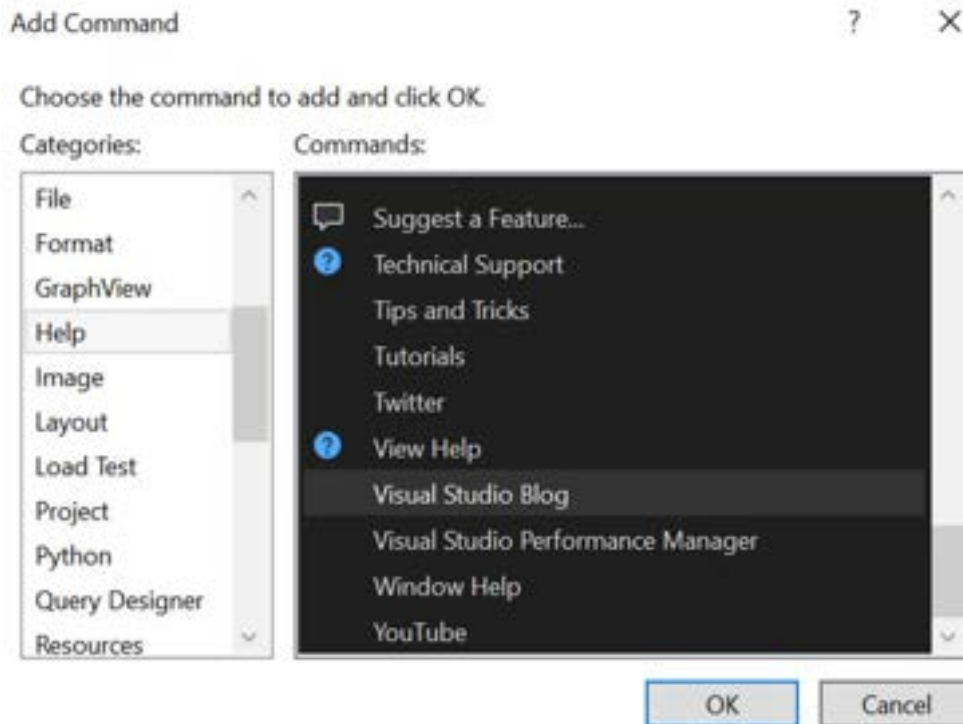 Add Command
?
Choose the command to add and click OK.
Categories:
Commands:
File
Format
GraphView
Help
Image
Layout
Load Test
Project
Python
Query Designer
Resources
Suggest a Feature...
? Technical Support
Tips and Tricks
Tutorials
Twitter
? View Help
Visual Studio Blog
Visual Studio Performance Manager
Window Help
YouTube
OK
Cancel